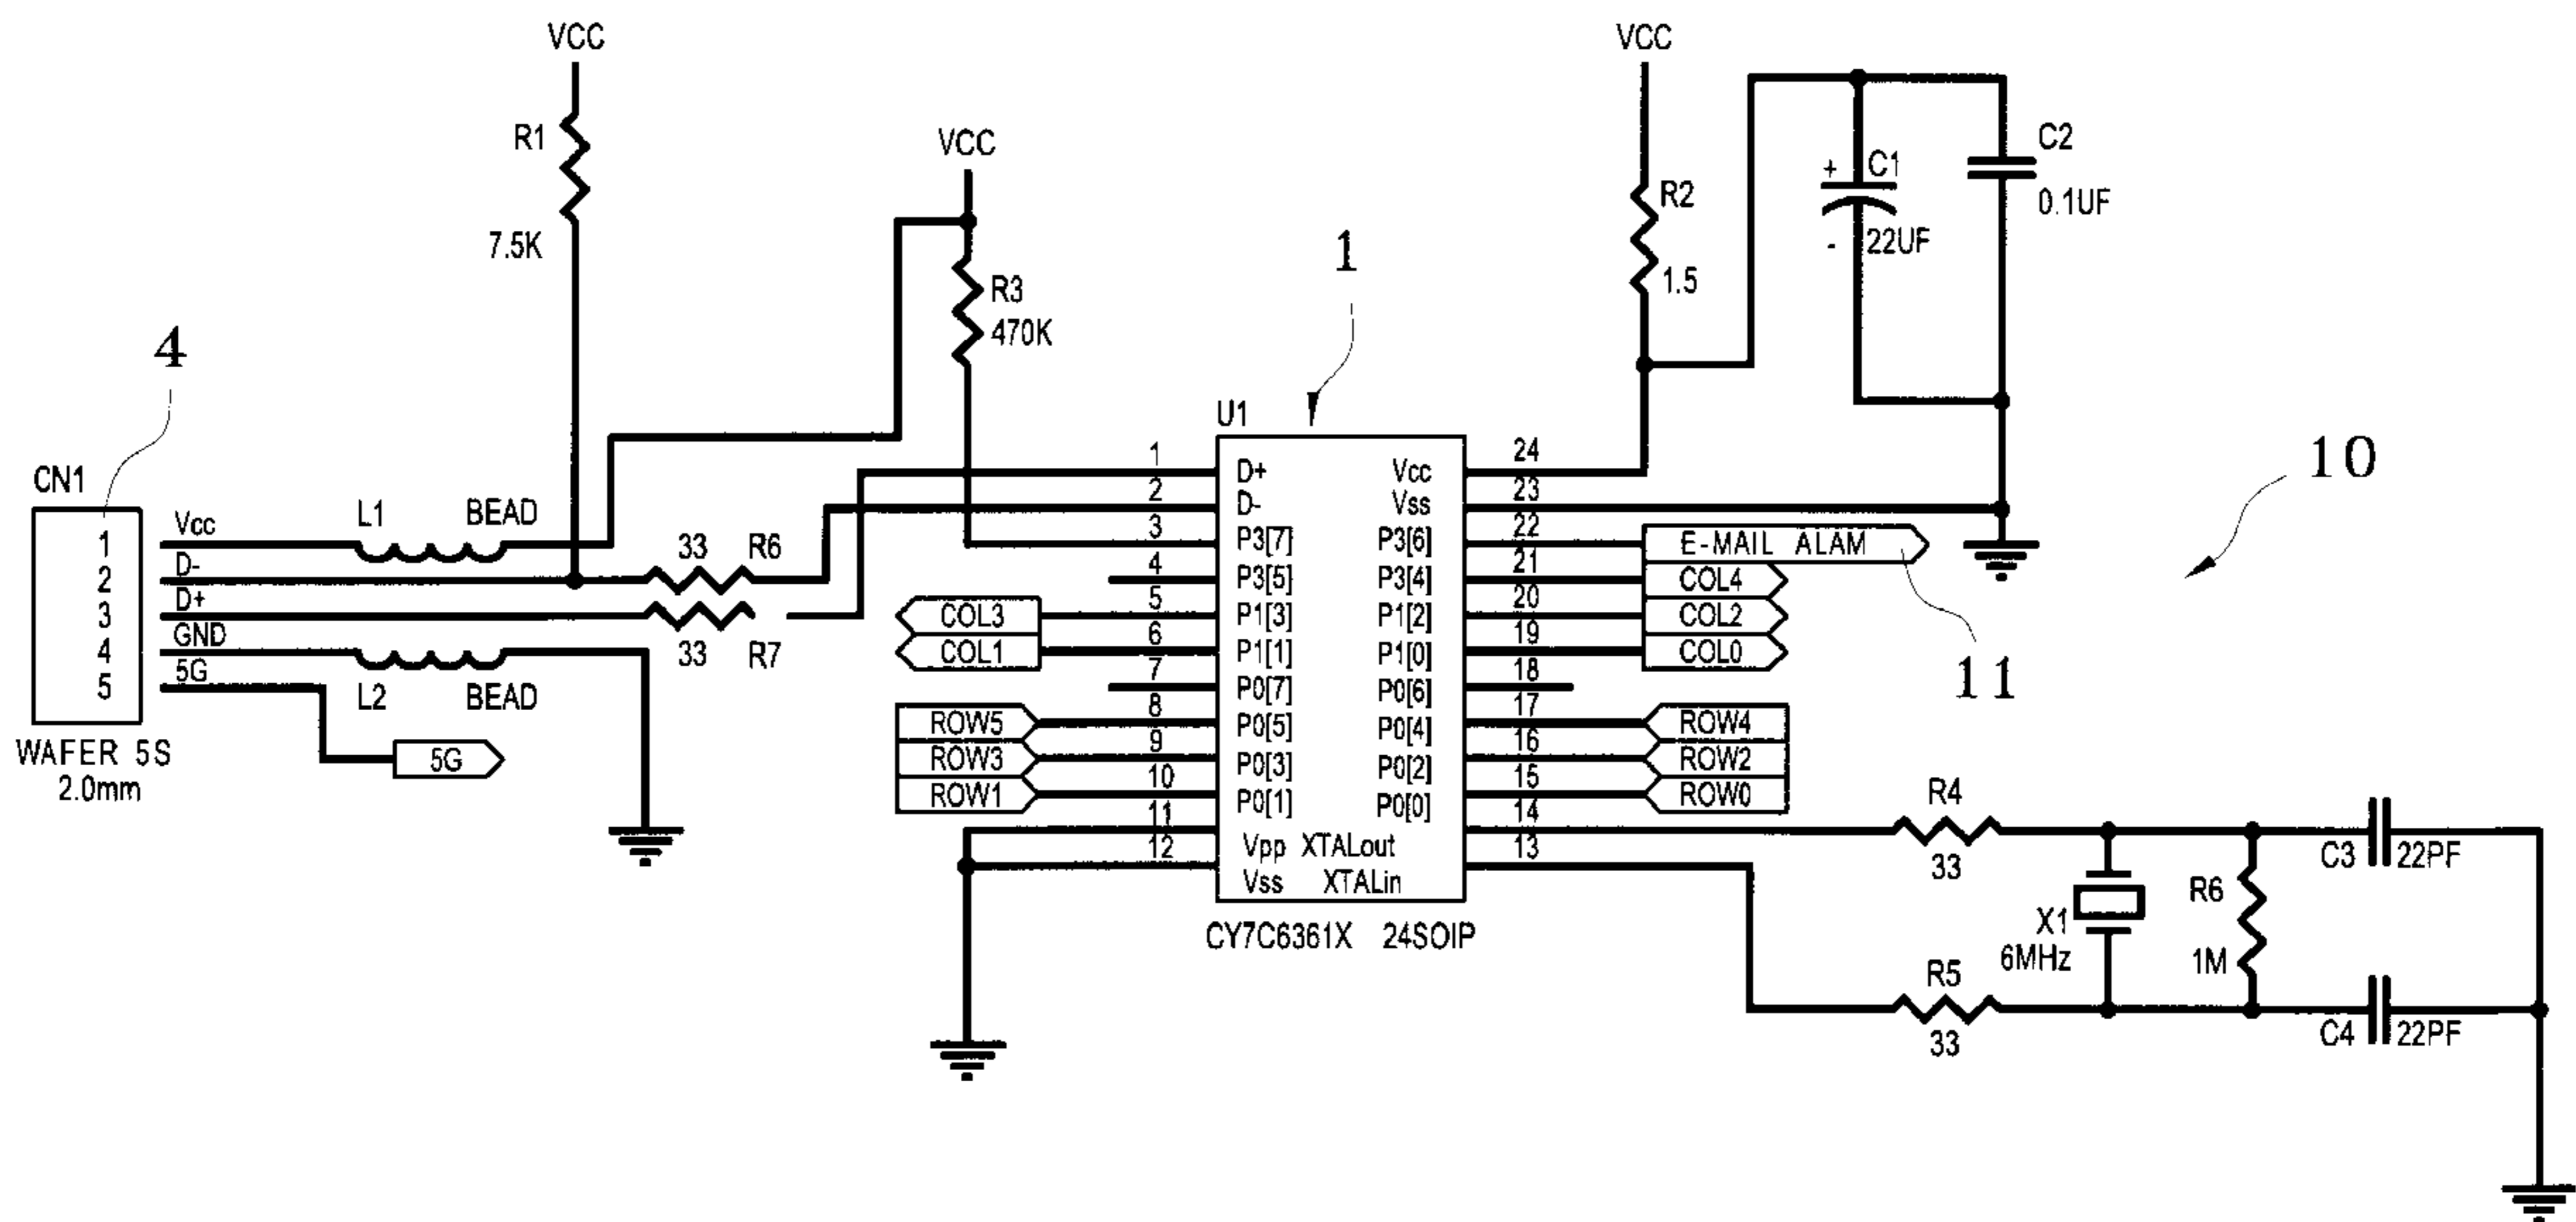 VCC
R1
7.5K
VCC
R3
470K
VCC
R2
1.5
+ C1
- 22UF
C2
0.1UF
1
4
10
11
CN1
1
2
3
4
5
WAFER 5S
2.0mm
Vcc
D-
D+
GND
5G
L1 BEAD
33 R6
33 R7
L2 BEAD
5G
U1
1 D+ Vcc 24
2 D- Vss 23
3 P3[7] P3[6] 22 E-MAIL ALAM
4 P3[5] P3[4] 21 COL4
COL3 5 P1[3] P1[2] 20 COL2
COL1 6 P1[1] P1[0] 19 COL0
7 P0[7] P0[6] 18
ROW5 8 P0[5] P0[4] 17 ROW4
ROW3 9 P0[3] P0[2] 16 ROW2
ROW1 10 P0[1] P0[0] 15 ROW0
11 Vpp XTALout 14
12 Vss XTALin 13
CY7C6361X 24SOIP
R4
33
R5
33
X1
6MHz
R6
1M
C3 22PF
C4 22PF